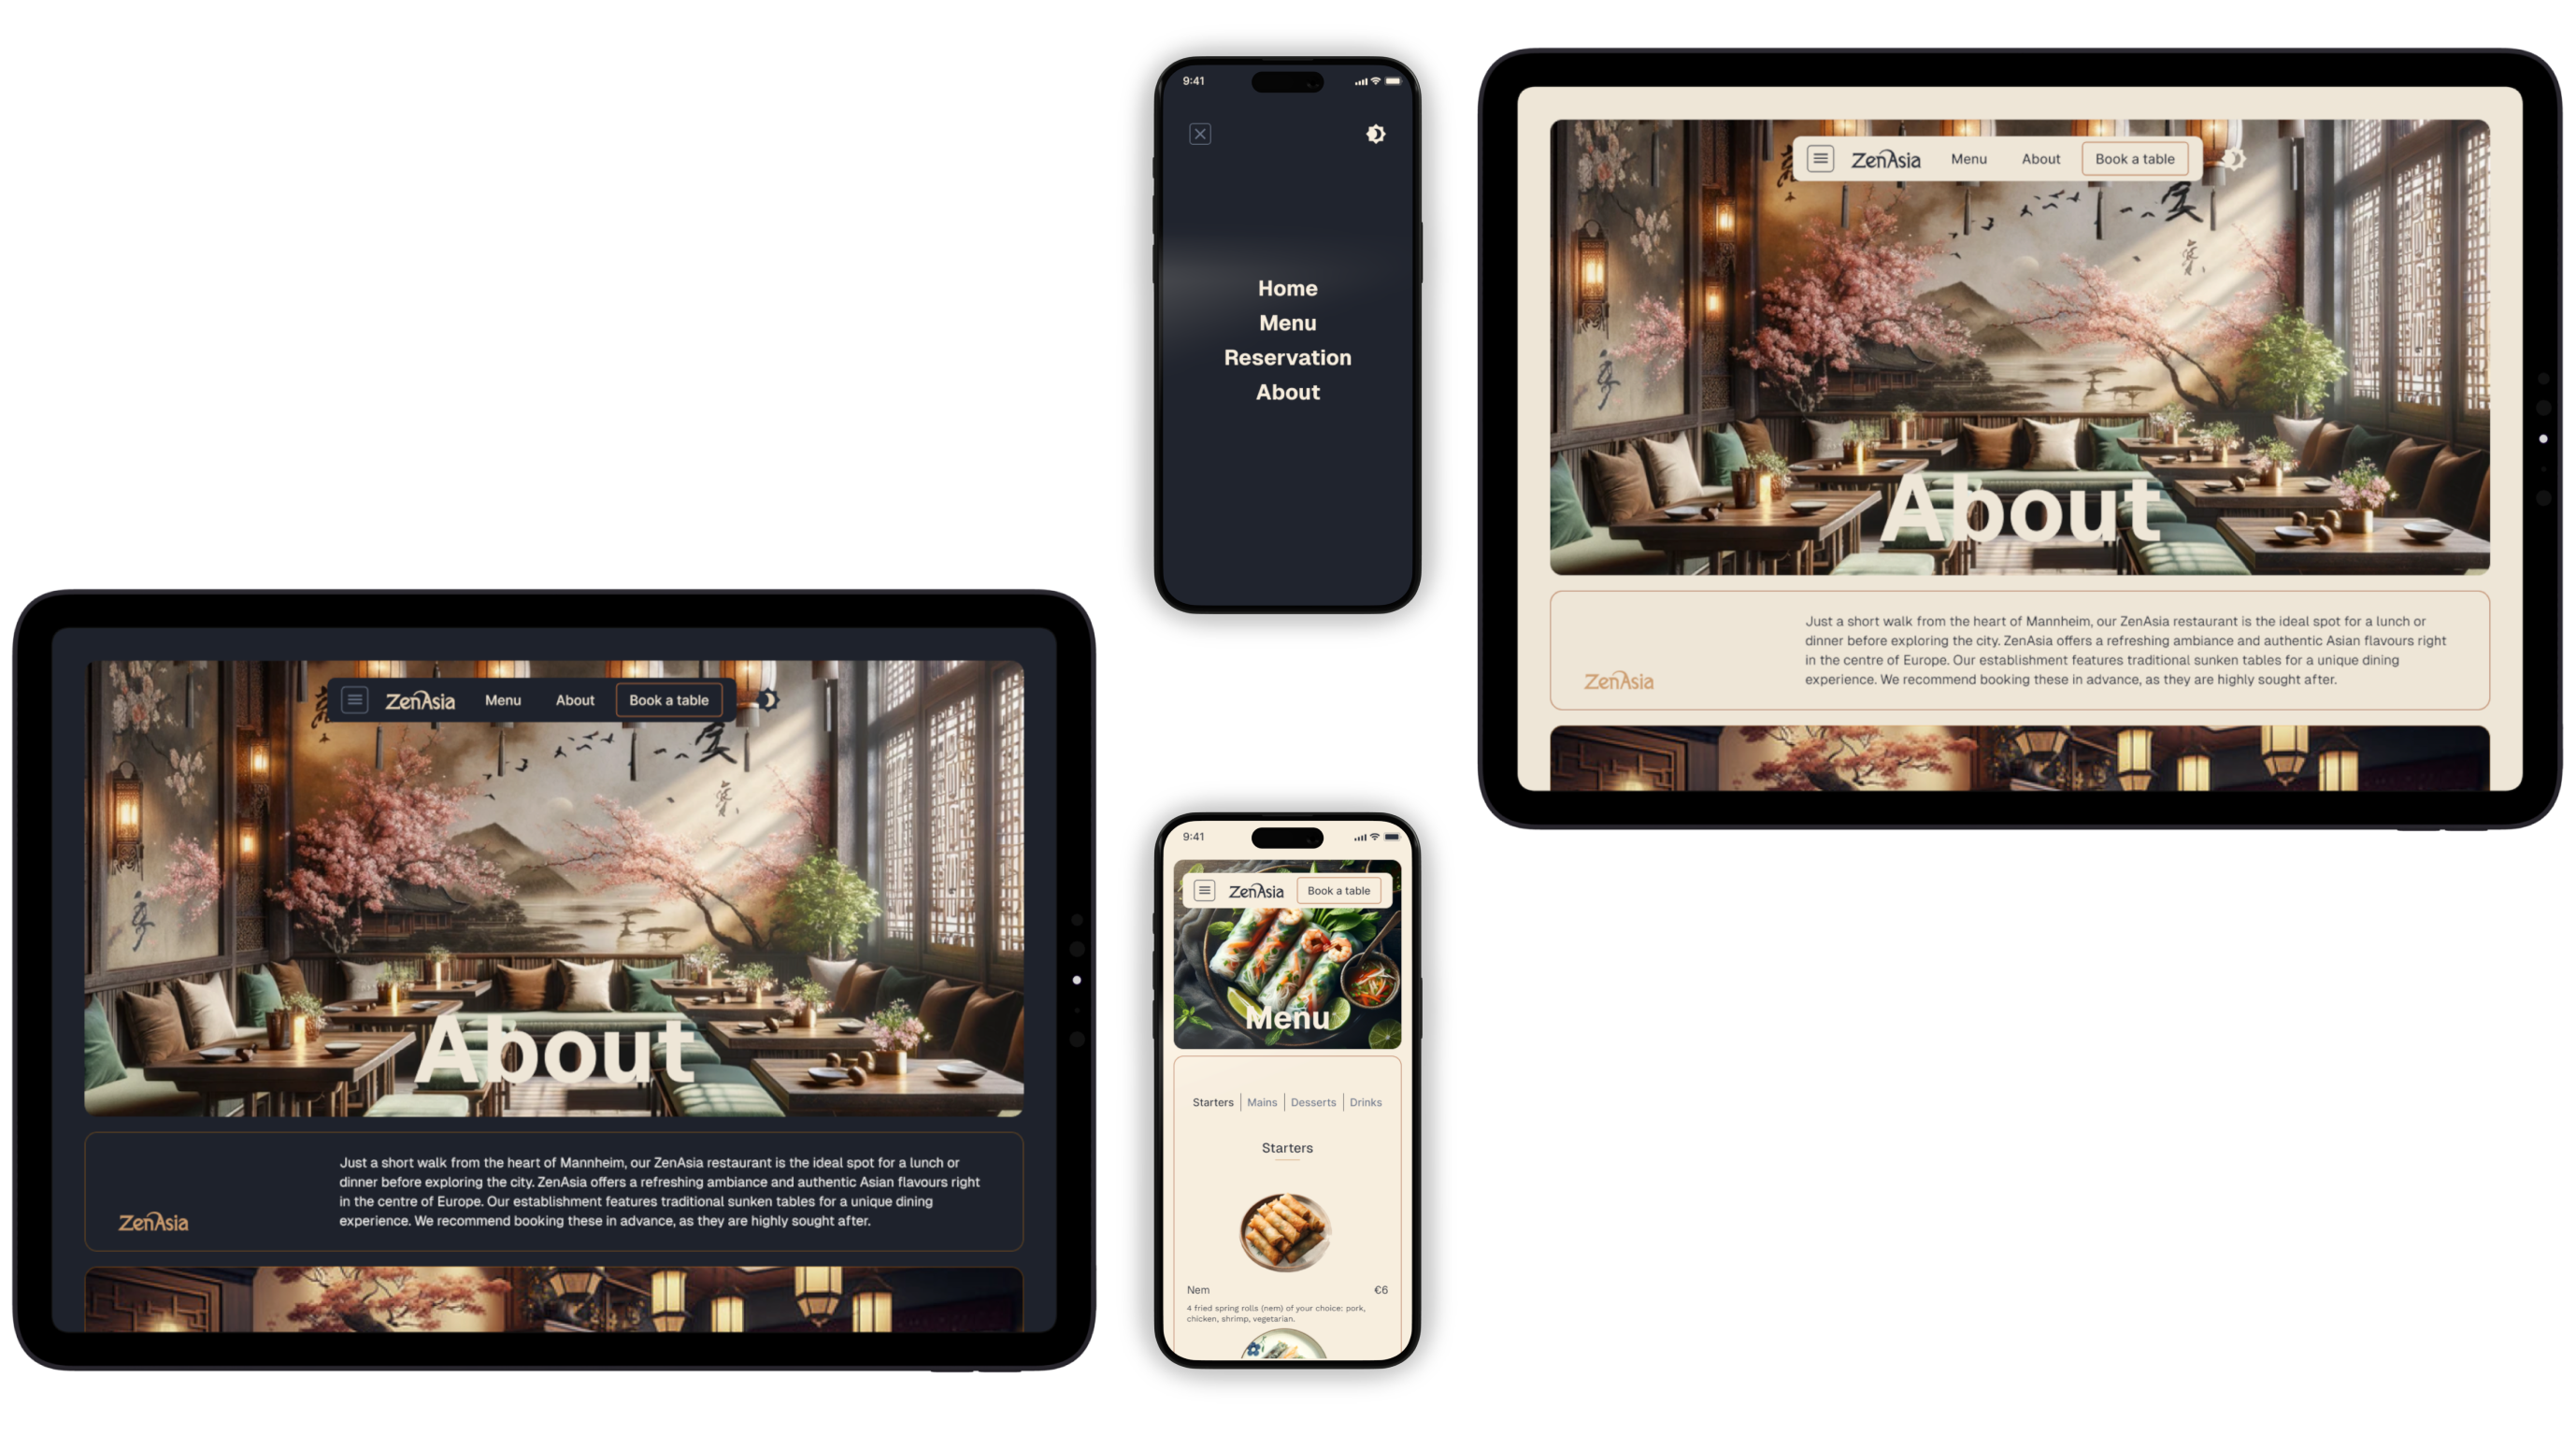 9:41
Home
Menu
Reservation
About
ZenAsia Menu About Book a table
About
Just a short walk from the heart of Mannheim, our ZenAsia restaurant is the ideal spot for a lunch or
dinner before exploring the city. ZenAsia offers a refreshing ambiance and authentic Asian flavours right
in the centre of Europe. Our establishment features traditional sunken tables for a unique dining
experience. We recommend booking these in advance, as they are highly sought after.
ZenAsia
ZenAsia Menu About Book a table
About
Just a short walk from the heart of Mannheim, our ZenAsia restaurant is the ideal spot for a lunch or
dinner before exploring the city. ZenAsia offers a refreshing ambiance and authentic Asian flavours right
in the centre of Europe. Our establishment features traditional sunken tables for a unique dining
experience. We recommend booking these in advance, as they are highly sought after.
ZenAsia
9:41
ZenAsia Book a table
Menu
Starters Mains Desserts Drinks
Starters
Nem €6
4 fried spring rolls (nem) of your choice: pork,
chicken, shrimp, vegetarian.